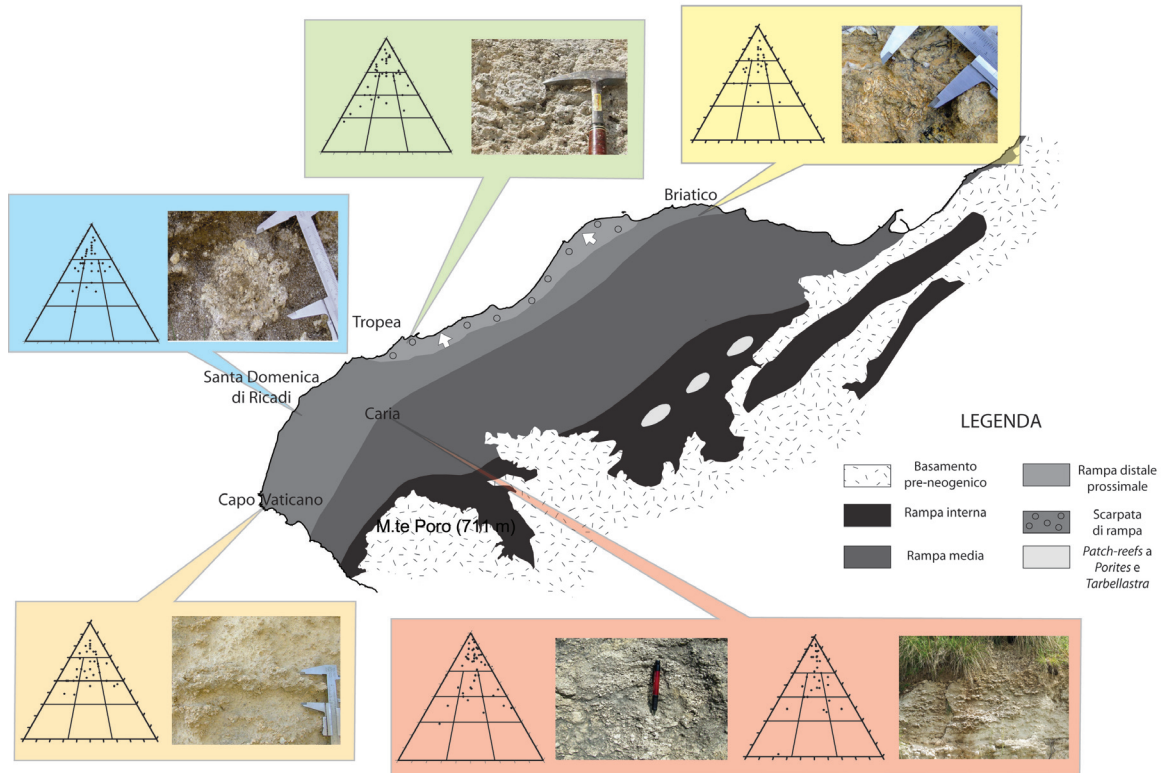 Briatico
Tropea
Santa Domenica
di Ricadi
Caria
Capo Vaticano
M.te Poro (711 m)
LEGENDA
Basamento
pre-neogenico
Rampa interna
Rampa media
Rampa distale
prossimale
Scarpata
di rampa
Patch-reefs a
Porites e
Tarbellastra